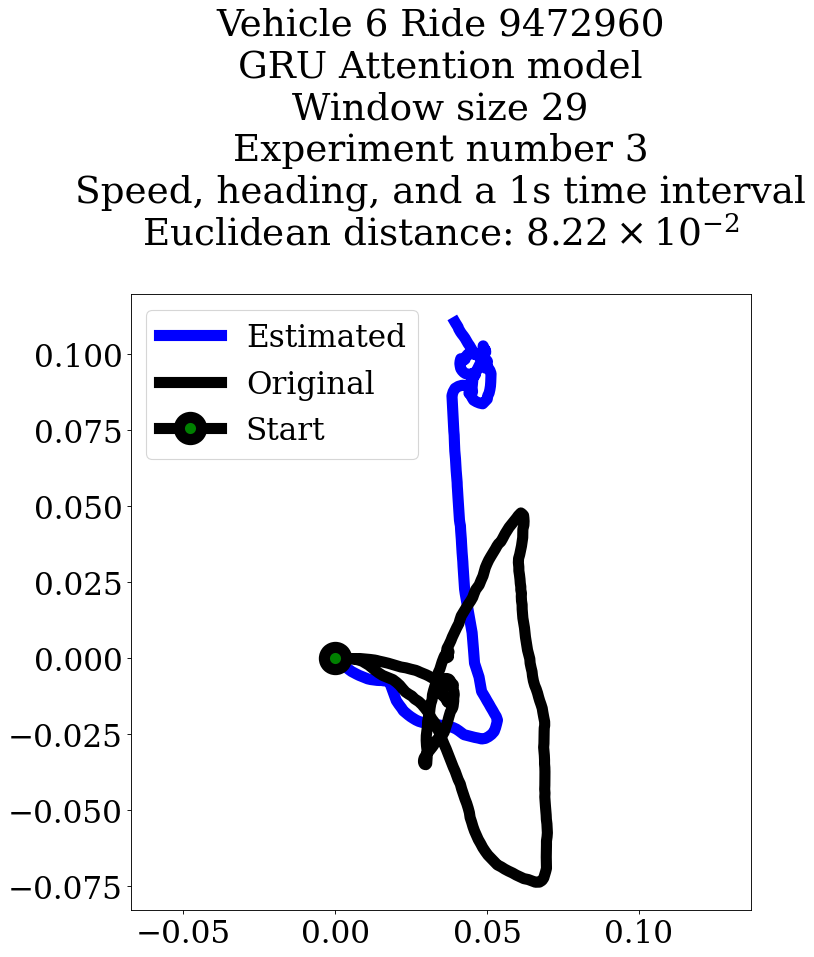 Vehicle 6 Ride 9472960
GRU Attention model
Window size 29
Experiment number 3
Speed, heading, and a 1s time interval
Euclidean distance: 8.22 × 10⁻²
Estimated
Original
Start
0.100
0.075
0.050
0.025
0.000
−0.025
−0.050
−0.075
−0.05 0.00 0.05 0.10